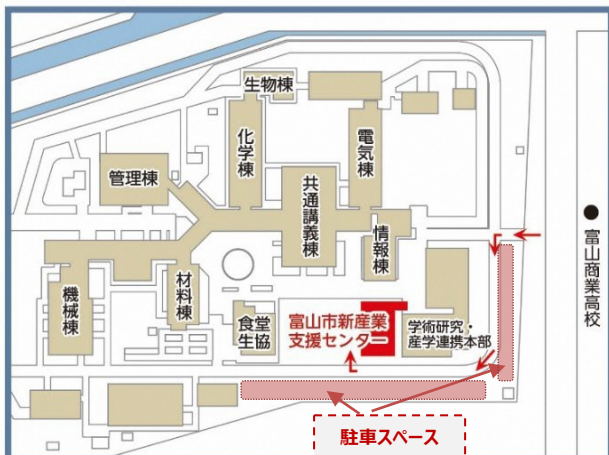 生物棟
化学棟
電気棟
管理棟
共通講義棟
情報棟
●富山商業高校
機械棟
材料棟
食堂
生協
富山市新産業
支援センター
学術研究・
産学連携本部
駐車スペース